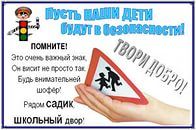 Пусть НАШИ ДЕТИ
будут в безопасности!
ПОМНИТЕ!
Это очень важный знак,
Он висит не просто так.
Будь внимательней
шофёр!
Рядом САДИК
ШКОЛЬНЫЙ ДВОР!
ТВОРИ ДОБРО!